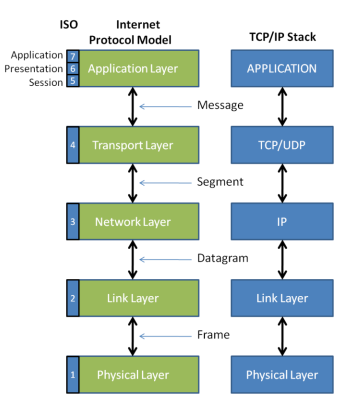 ISO
Internet
Protocol Model
TCP/IP Stack
Application
Presentation
Session
7
6
5
Application Layer
APPLICATION
Message
4
Transport Layer
TCP/UDP
Segment
3
Network Layer
IP
Datagram
2
Link Layer
Link Layer
Frame
1
Physical Layer
Physical Layer